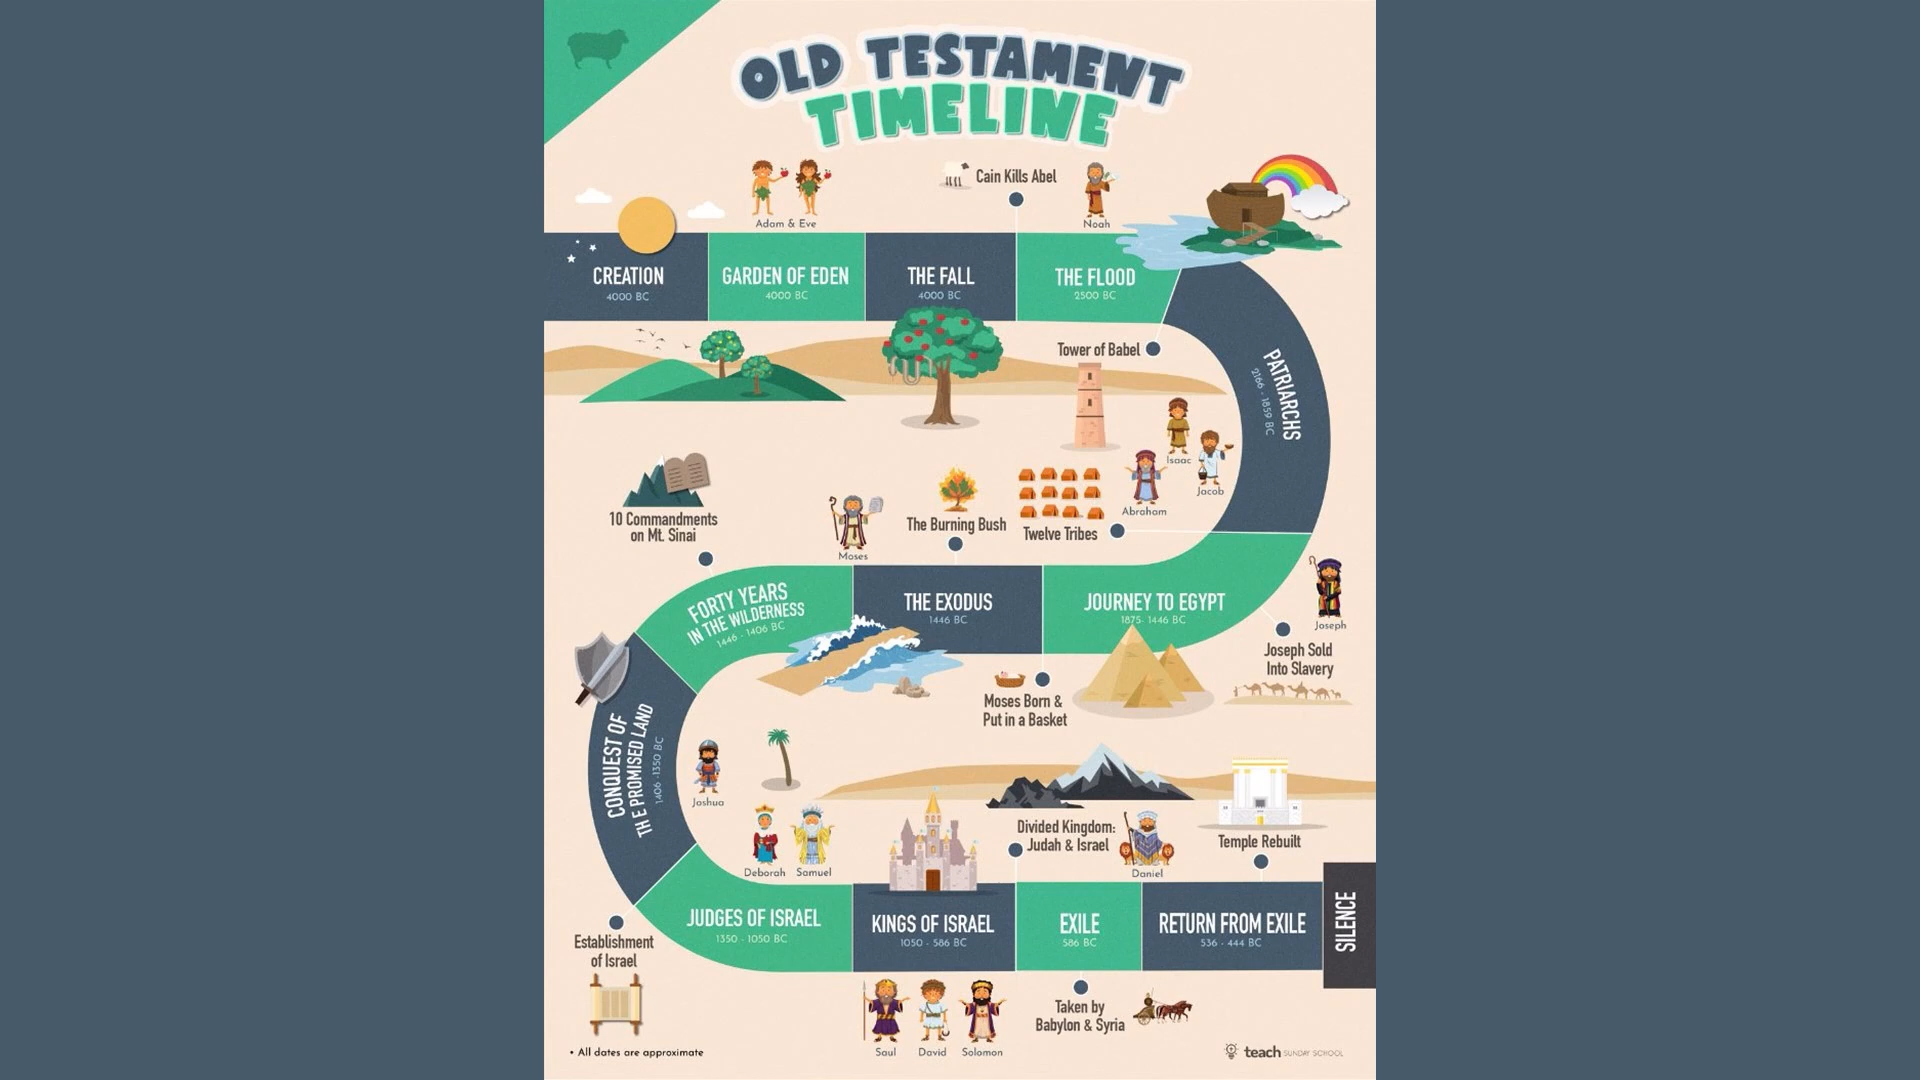 OLD TESTAMENT
TIMELINE
Cain Kills Abel
Adam & Eve
Noah
CREATION
4000 BC
GARDEN OF EDEN
4000 BC
THE FALL
4000 BC
THE FLOOD
2500 BC
Tower of Babel
PATRIARCHS
2166 - 1859 BC
Isaac
Jacob
Abraham
Twelve Tribes
The Burning Bush
Moses
10 Commandments
on Mt. Sinai
Joseph
Joseph Sold
Into Slavery
JOURNEY TO EGYPT
1875- 1446 BC
THE EXODUS
1446 BC
FORTY YEARS
IN THE WILDERNESS
1446 - 1406 BC
Moses Born &
Put in a Basket
CONQUEST OF
TH E PROMISED LAND
1406 -1350 BC
Joshua
Deborah
Samuel
Divided Kingdom:
Judah & Israel
Daniel
Temple Rebuilt
JUDGES OF ISRAEL
1350 - 1050 BC
KINGS OF ISRAEL
1050 - 586 BC
EXILE
586 BC
RETURN FROM EXILE
536 - 444 BC
SILENCE
Establishment
of Israel
Saul
David
Solomon
Taken by
Babylon & Syria
• All dates are approximate
teach SUNDAY SCHOOL